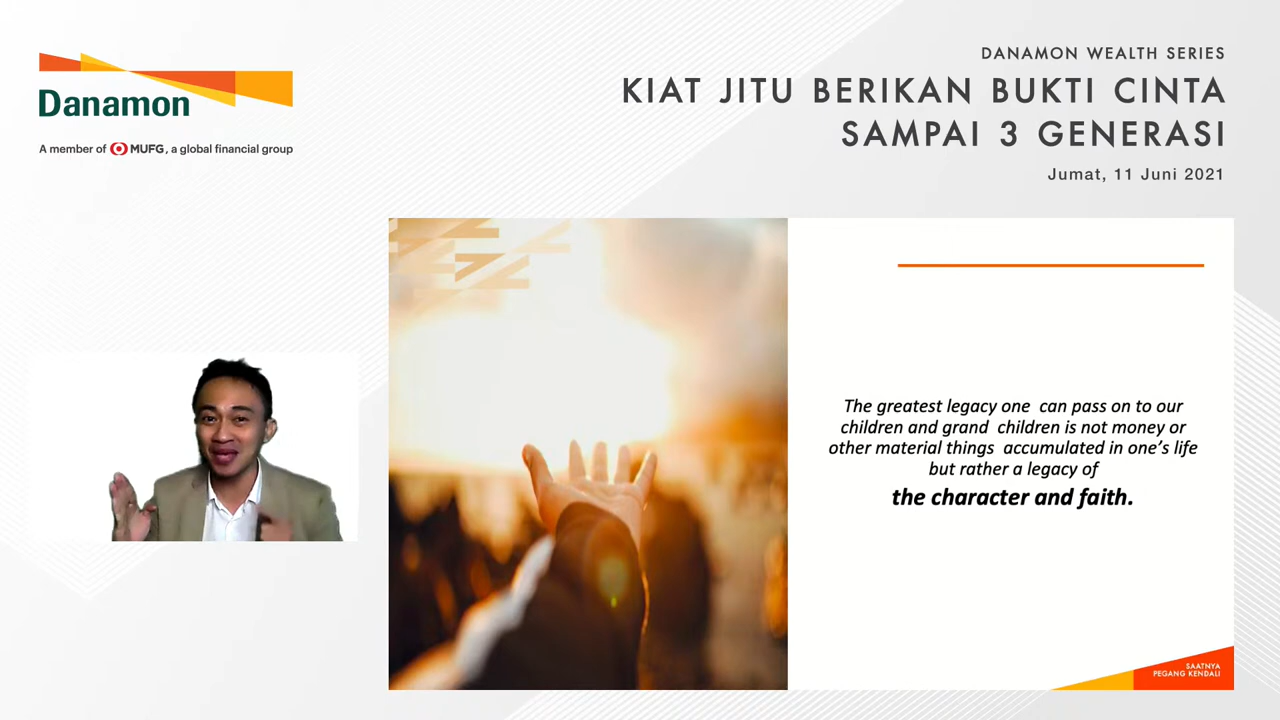 Danamon
A member of MUFG, a global financial group
DANAMON WEALTH SERIES
KIAT JITU BERIKAN BUKTI CINTA
SAMPAI 3 GENERASI
Jumat, 11 Juni 2021
The greatest legacy one can pass on to our
children and grand children is not money or
other material things accumulated in one's life
but rather a legacy of
the character and faith.
SAATNYA
PEGANG KENDALI